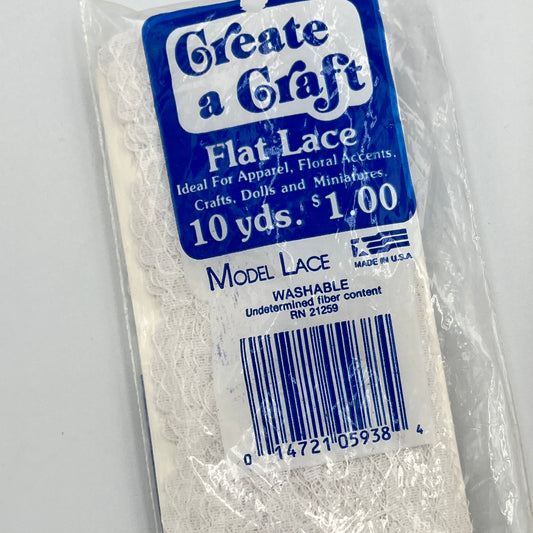 Create
a Craft
Flat Lace
Ideal For Apparel, Floral Accents,
Crafts, Dolls and Miniatures.
10 yds. $1.00
MODEL LACE
MADE IN U.S.A
WASHABLE
Undetermined fiber content
RN 21259
0 14721 05938 4